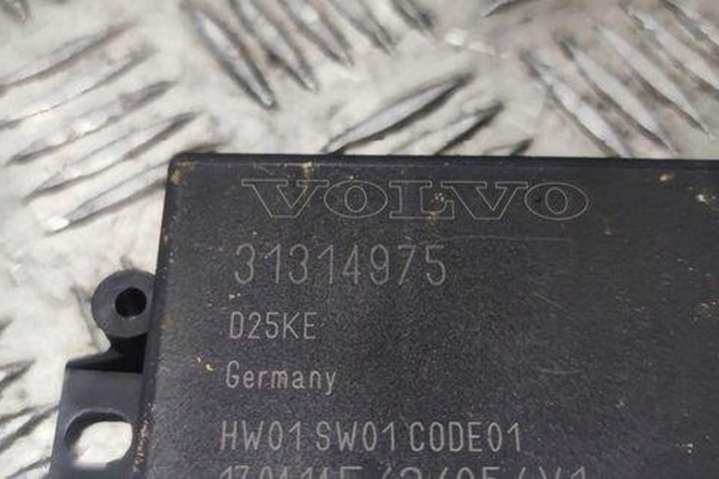 VOLVO
31314975
D25KE
Germany
HW01 SW01 CODE01